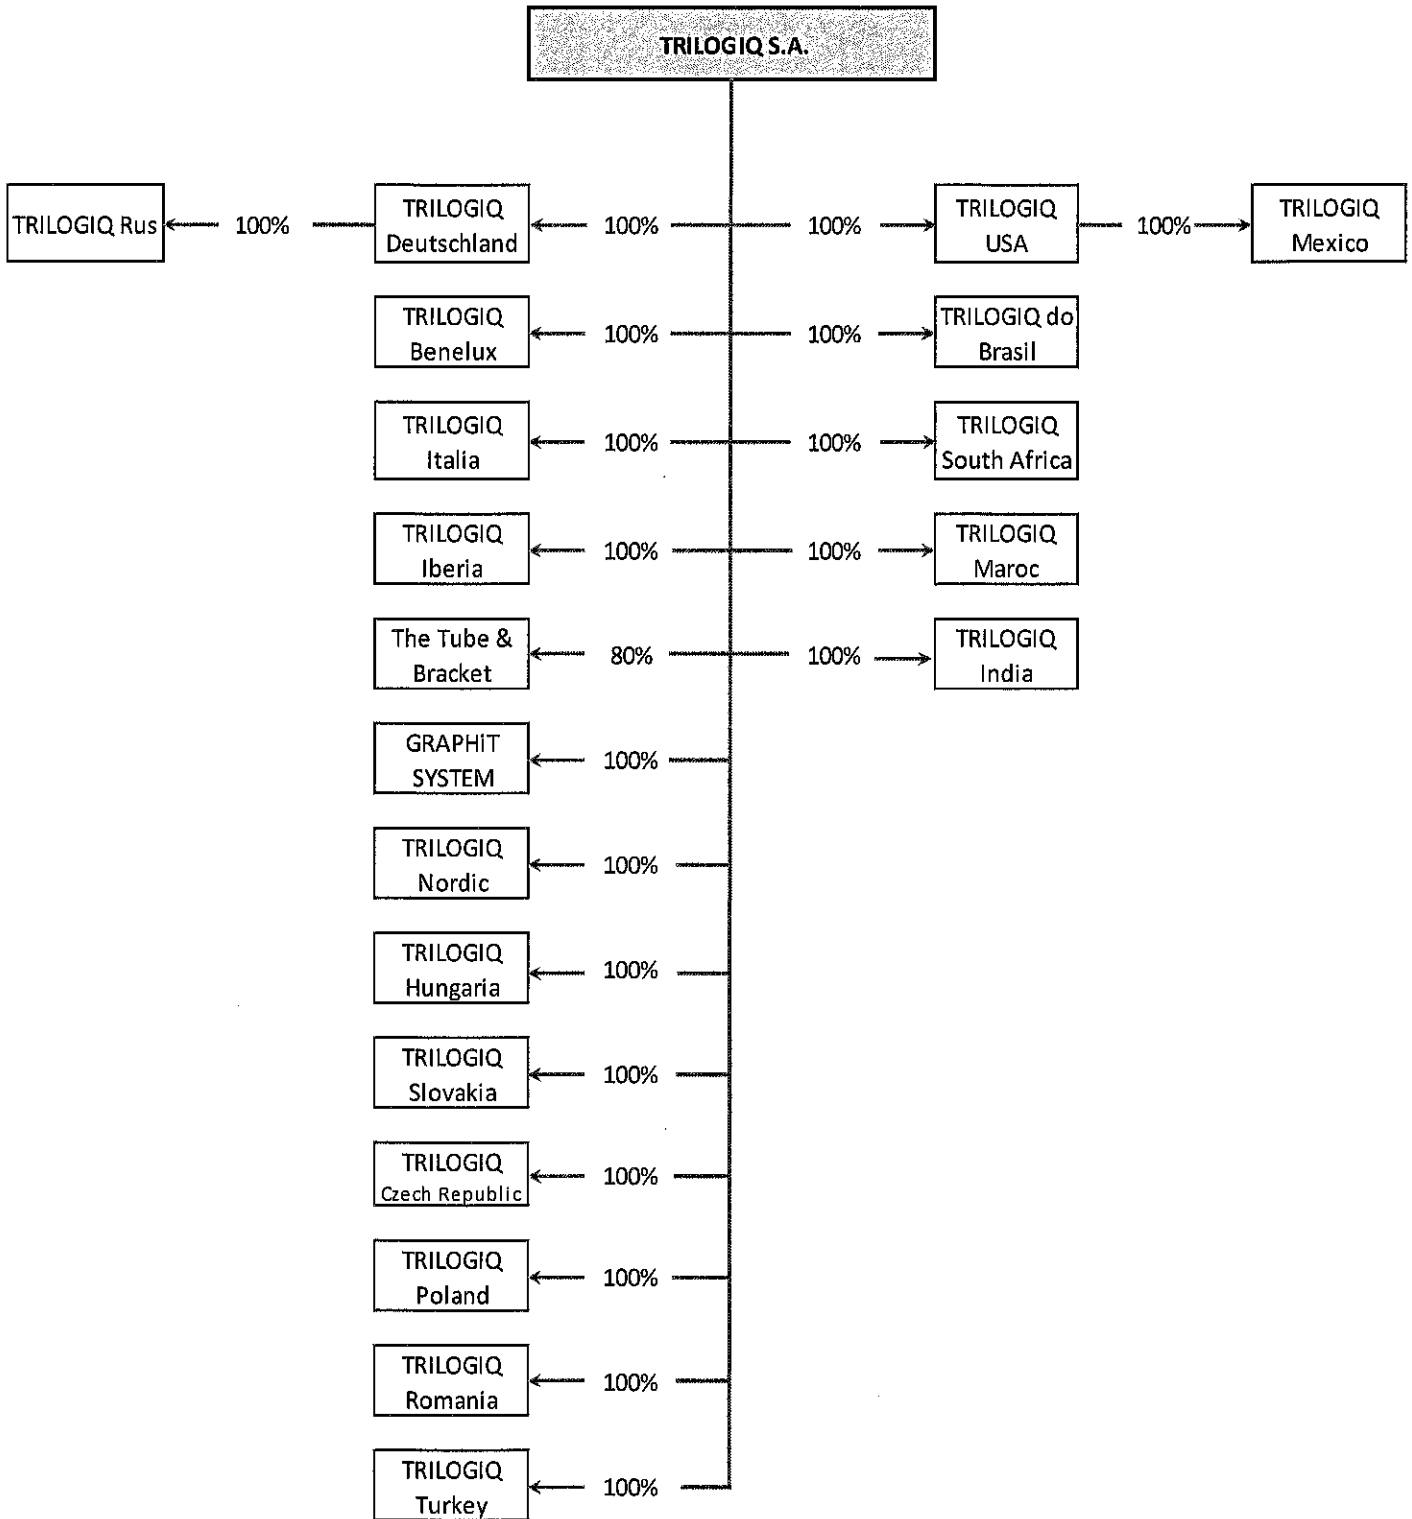 TRILOGIQ S.A.
TRILOGIQ Rus
100%
TRILOGIQ
Deutschland
100%
100%
TRILOGIQ
USA
100%
TRILOGIQ
Mexico
TRILOGIQ
Benelux
100%
100%
TRILOGIQ do
Brasil
TRILOGIQ
Italia
100%
100%
TRILOGIQ
South Africa
TRILOGIQ
Iberia
100%
100%
TRILOGIQ
Maroc
The Tube &
Bracket
80%
100%
TRILOGIQ
India
GRAPHiT
SYSTEM
100%
TRILOGIQ
Nordic
100%
TRILOGIQ
Hungaria
100%
TRILOGIQ
Slovakia
100%
TRILOGIQ
Czech Republic
100%
TRILOGIQ
Poland
100%
TRILOGIQ
Romania
100%
TRILOGIQ
Turkey
100%